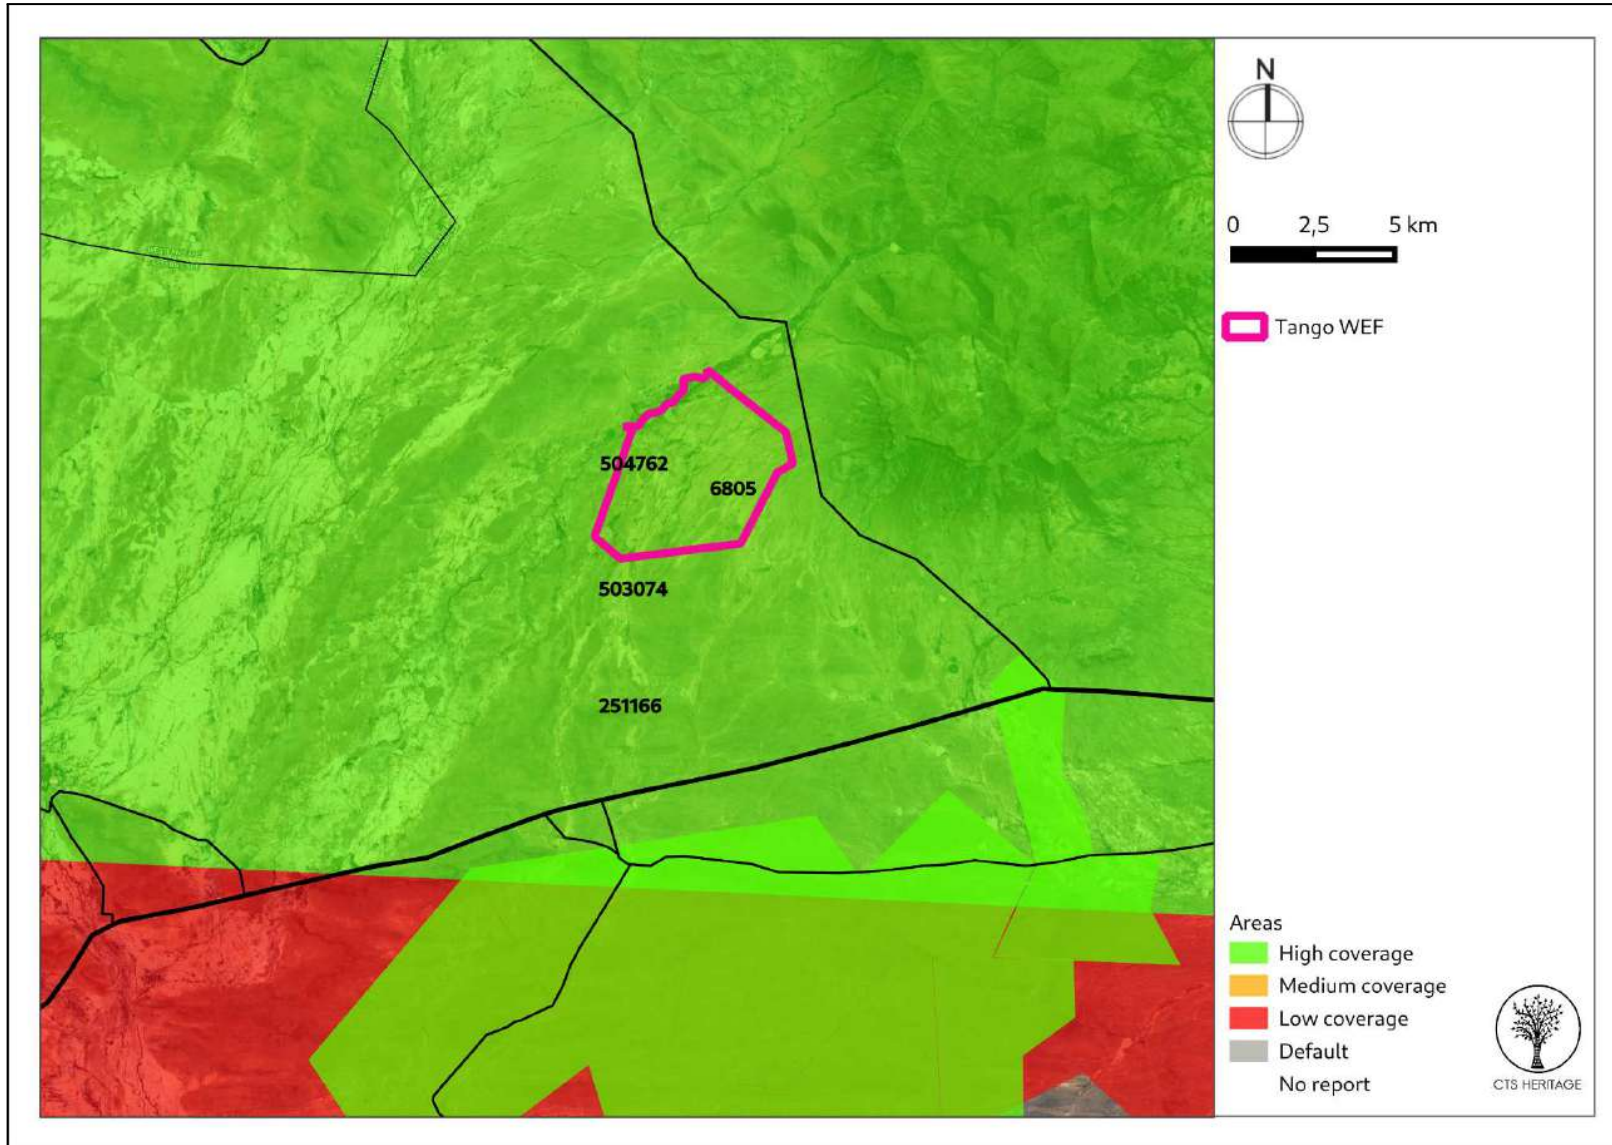 N
0 2,5 5 km
Tango WEF
504762
6805
503074
251166
Areas
High coverage
Medium coverage
Low coverage
Default
No report
CTS HERITAGE